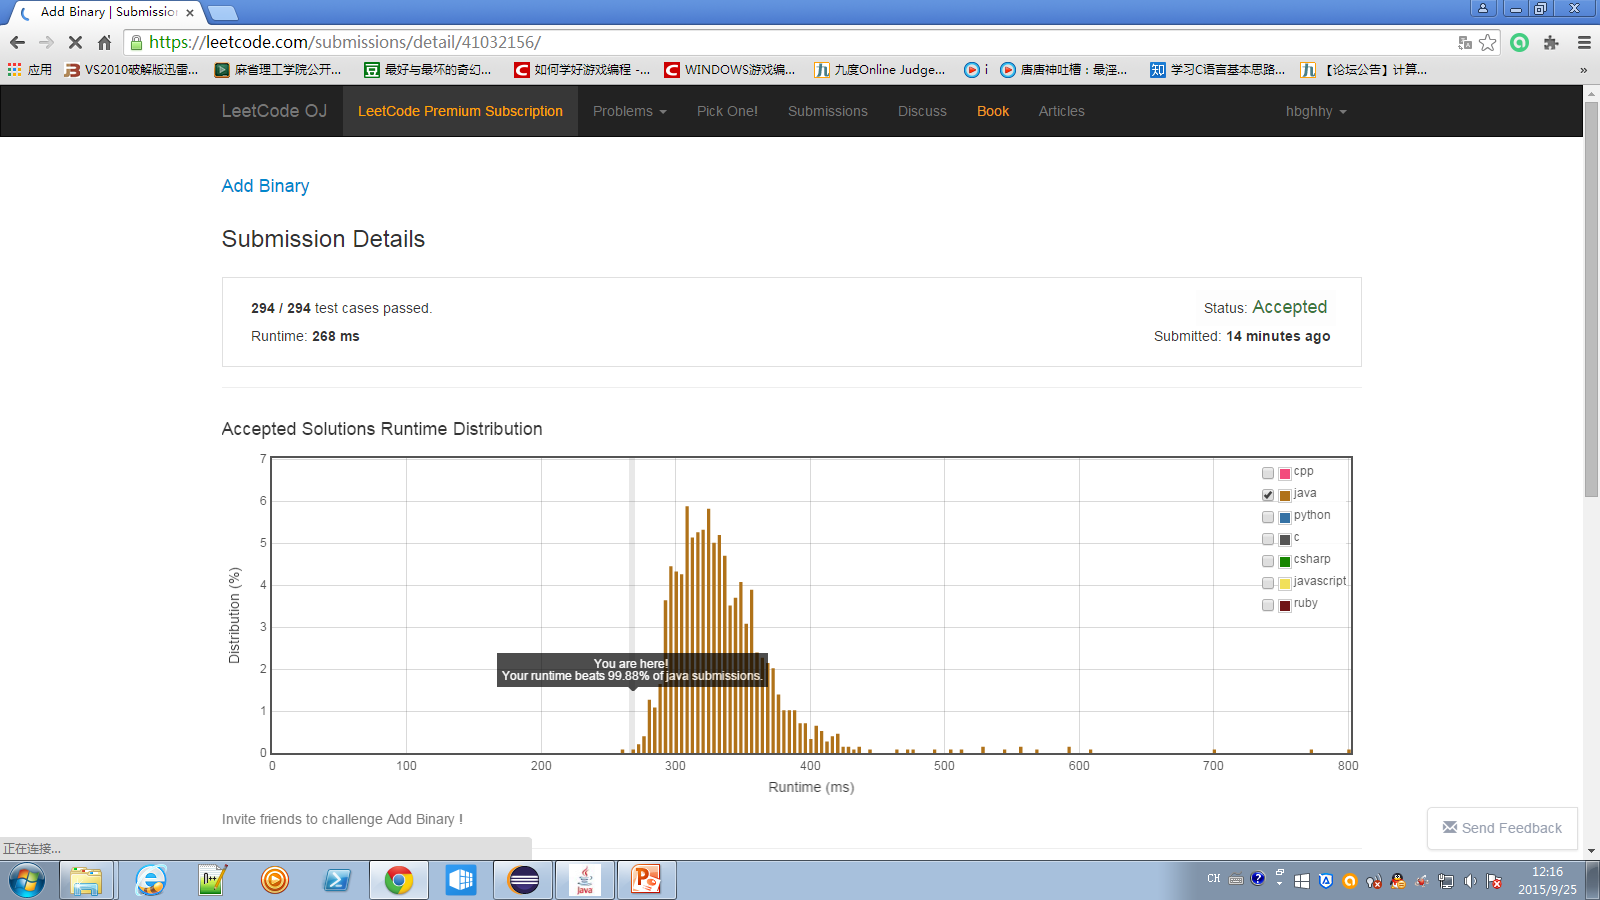 Add Binary | Submission
https://leetcode.com/submissions/detail/41032156/
应用 VS2010破解版迅雷... 麻省理工学院公开... 最好与最坏的奇幻... 如何学好游戏编程 -... WINDOWS游戏编... 九度Online Judge... i 唐唐神吐槽：最淫... 学习C语言基本思路... 【论坛公告】计算... »
LeetCode OJ LeetCode Premium Subscription Problems Pick One! Submissions Discuss Book Articles hbghhy
Add Binary
Submission Details
294 / 294 test cases passed. Status: Accepted
Runtime: 268 ms Submitted: 14 minutes ago
Accepted Solutions Runtime Distribution
7
6
5
4
3
2
1
0
Distribution (%)
cpp
java
python
c
csharp
javascript
ruby
You are here!
Your runtime beats 99.88% of java submissions.
0 100 200 300 400 500 600 700 800
Runtime (ms)
Invite friends to challenge Add Binary !
Send Feedback
正在连接...
CH 12:16
2015/9/25